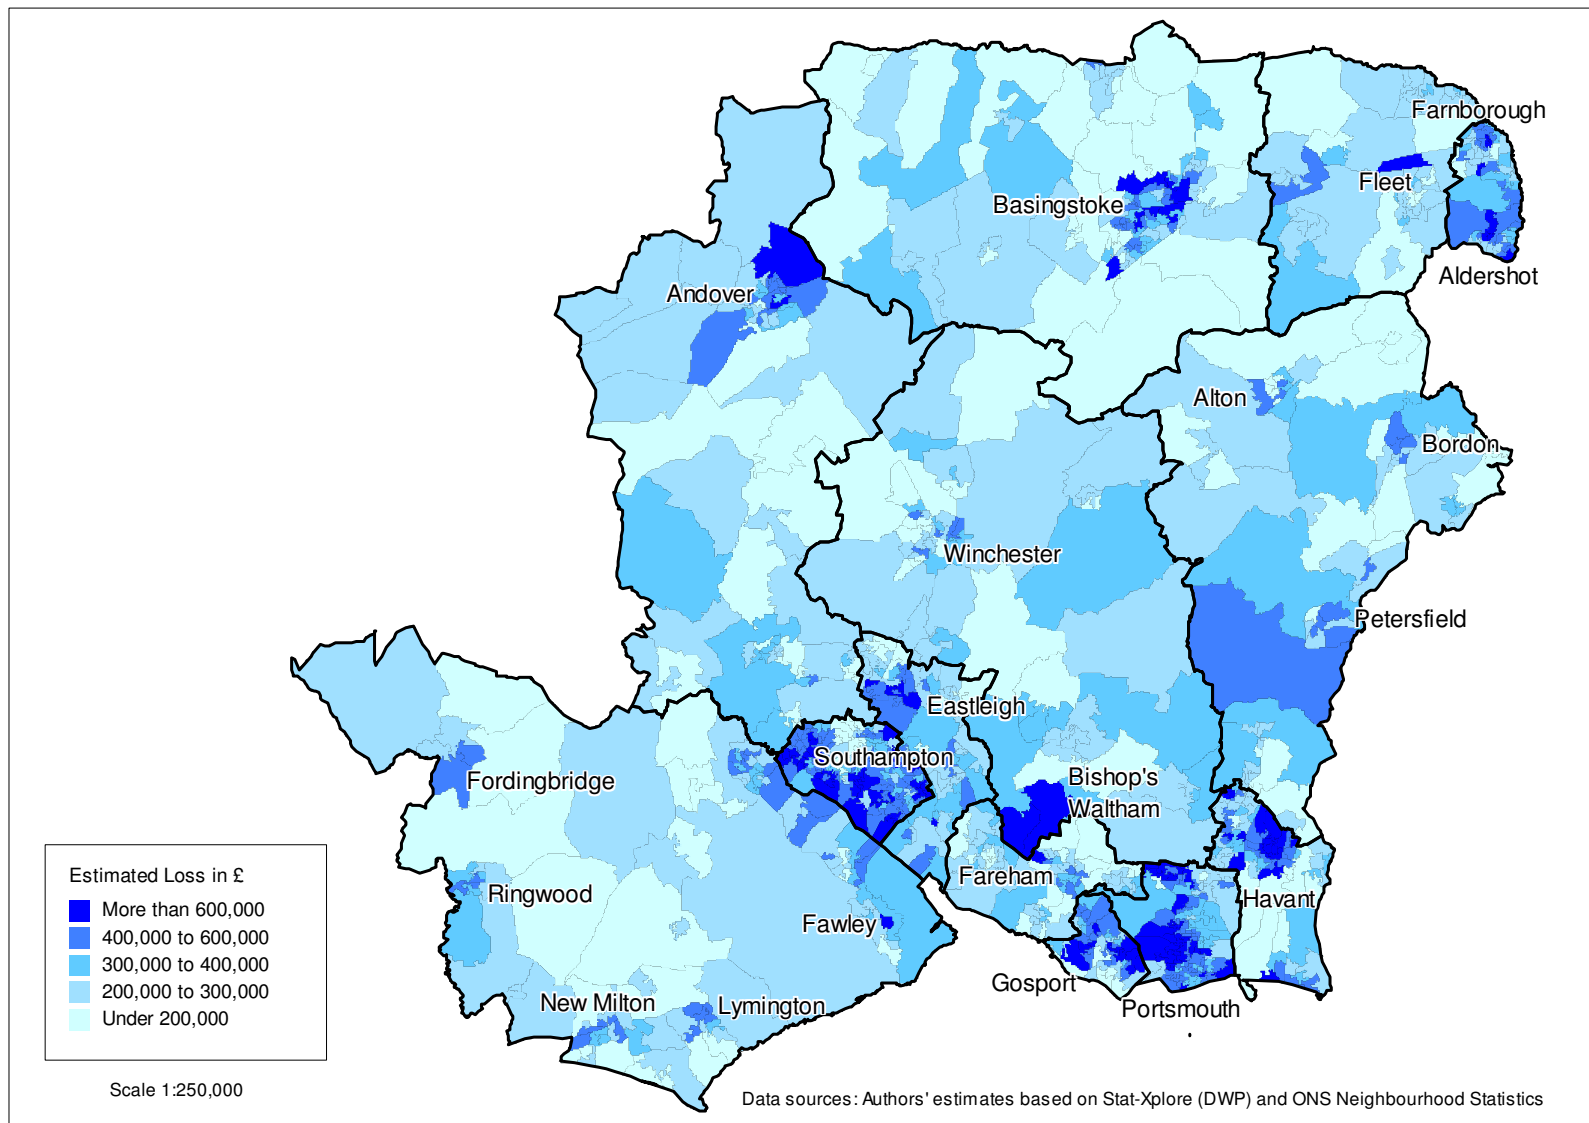 Farnborough
Fleet
Basingstoke
Aldershot
Andover
Alton
Bordon
Winchester
Petersfield
Eastleigh
Southampton
Bishop's
Waltham
Fordingbridge
Estimated Loss in £
More than 600,000
400,000 to 600,000
300,000 to 400,000
200,000 to 300,000
Under 200,000
Ringwood
Fareham
Havant
Fawley
Gosport
New Milton
Lymington
Portsmouth
Scale 1:250,000
Data sources: Authors' estimates based on Stat-Xplore (DWP) and ONS Neighbourhood Statistics